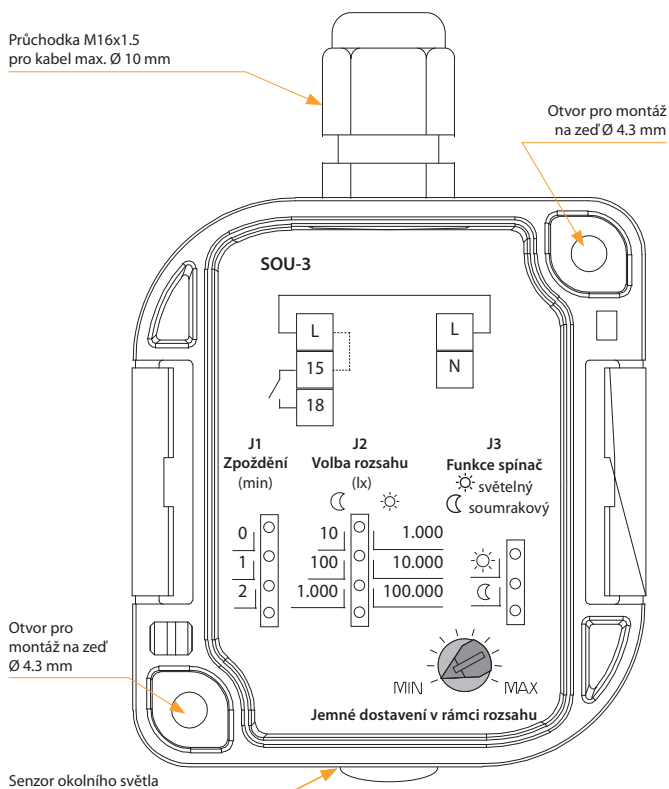 Průchodka M16x1.5
pro kabel max. Ø 10 mm
Otvor pro montáž
na zeď Ø 4.3 mm
SOU-3
L
15
18
L
N
J1
Zpoždění
(min)
0
1
2
J2
Volba rozsahu
(lx)
10 1.000
100 10.000
1.000 100.000
J3
Funkce spínač
světelný
soumrakový
MIN MAX
Jemné dostavení v rámci rozsahu
Otvor pro
montáž na zeď
Ø 4.3 mm
Senzor okolního světla